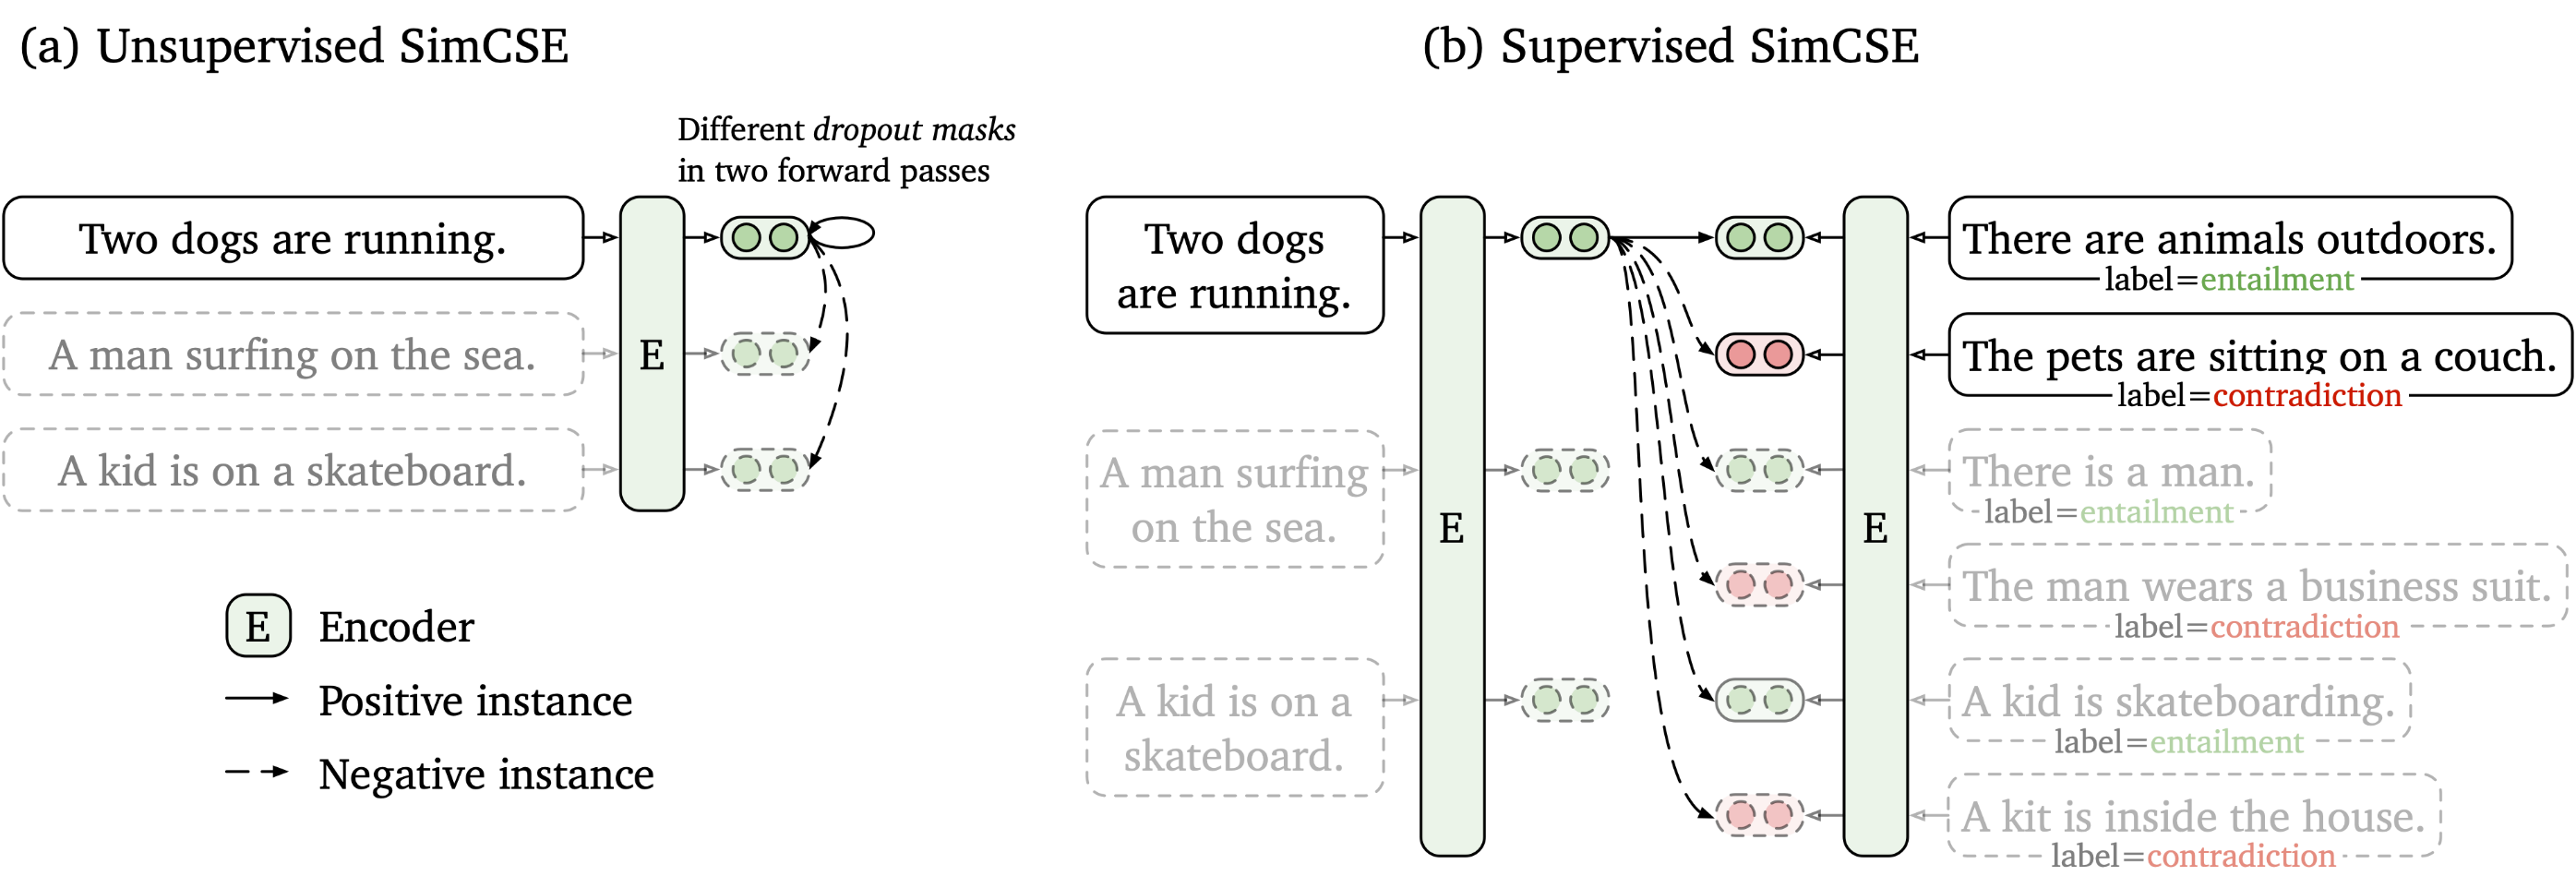 (a) Unsupervised SimCSE
Different dropout masks
in two forward passes
Two dogs are running.
A man surfing on the sea.
A kid is on a skateboard.
E
E Encoder
Positive instance
Negative instance
(b) Supervised SimCSE
Two dogs
are running.
A man surfing
on the sea.
A kid is on a
skateboard.
E
E
There are animals outdoors.
label=entailment
The pets are sitting on a couch.
label=contradiction
There is a man.
label=entailment
The man wears a business suit.
label=contradiction
A kid is skateboarding.
label=entailment
A kit is inside the house.
label=contradiction